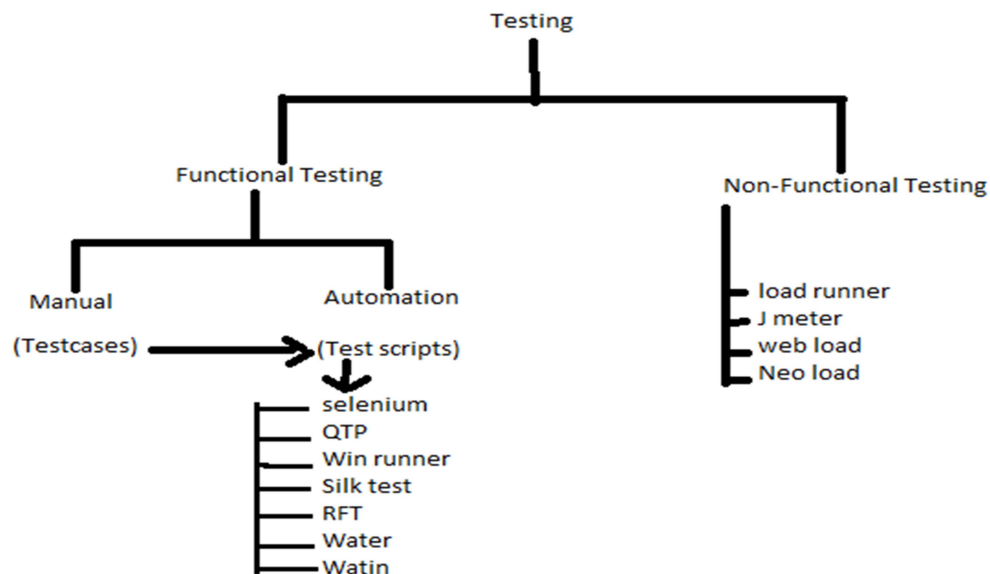 Testing
Functional Testing
Non-Functional Testing
Manual
Automation
(Testcases)
(Test scripts)
selenium
QTP
Win runner
Silk test
RFT
Water
Watin
load runner
J meter
web load
Neo load